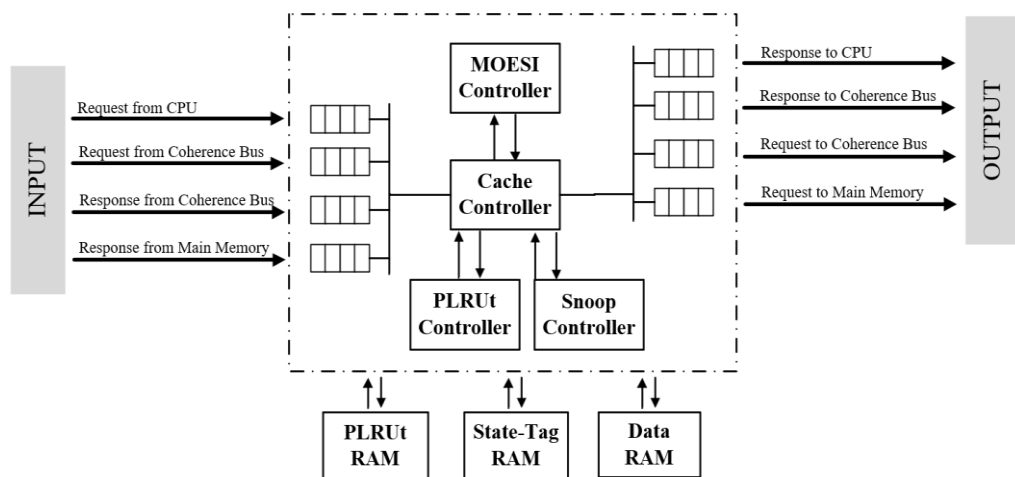 INPUT
Request from CPU
Request from Coherence Bus
Response from Coherence Bus
Response from Main Memory
MOESI
Controller
Cache
Controller
PLRUt
Controller
Snoop
Controller
Response to CPU
Response to Coherence Bus
Request to Coherence Bus
Request to Main Memory
OUTPUT
PLRUt
RAM
State-Tag
RAM
Data
RAM